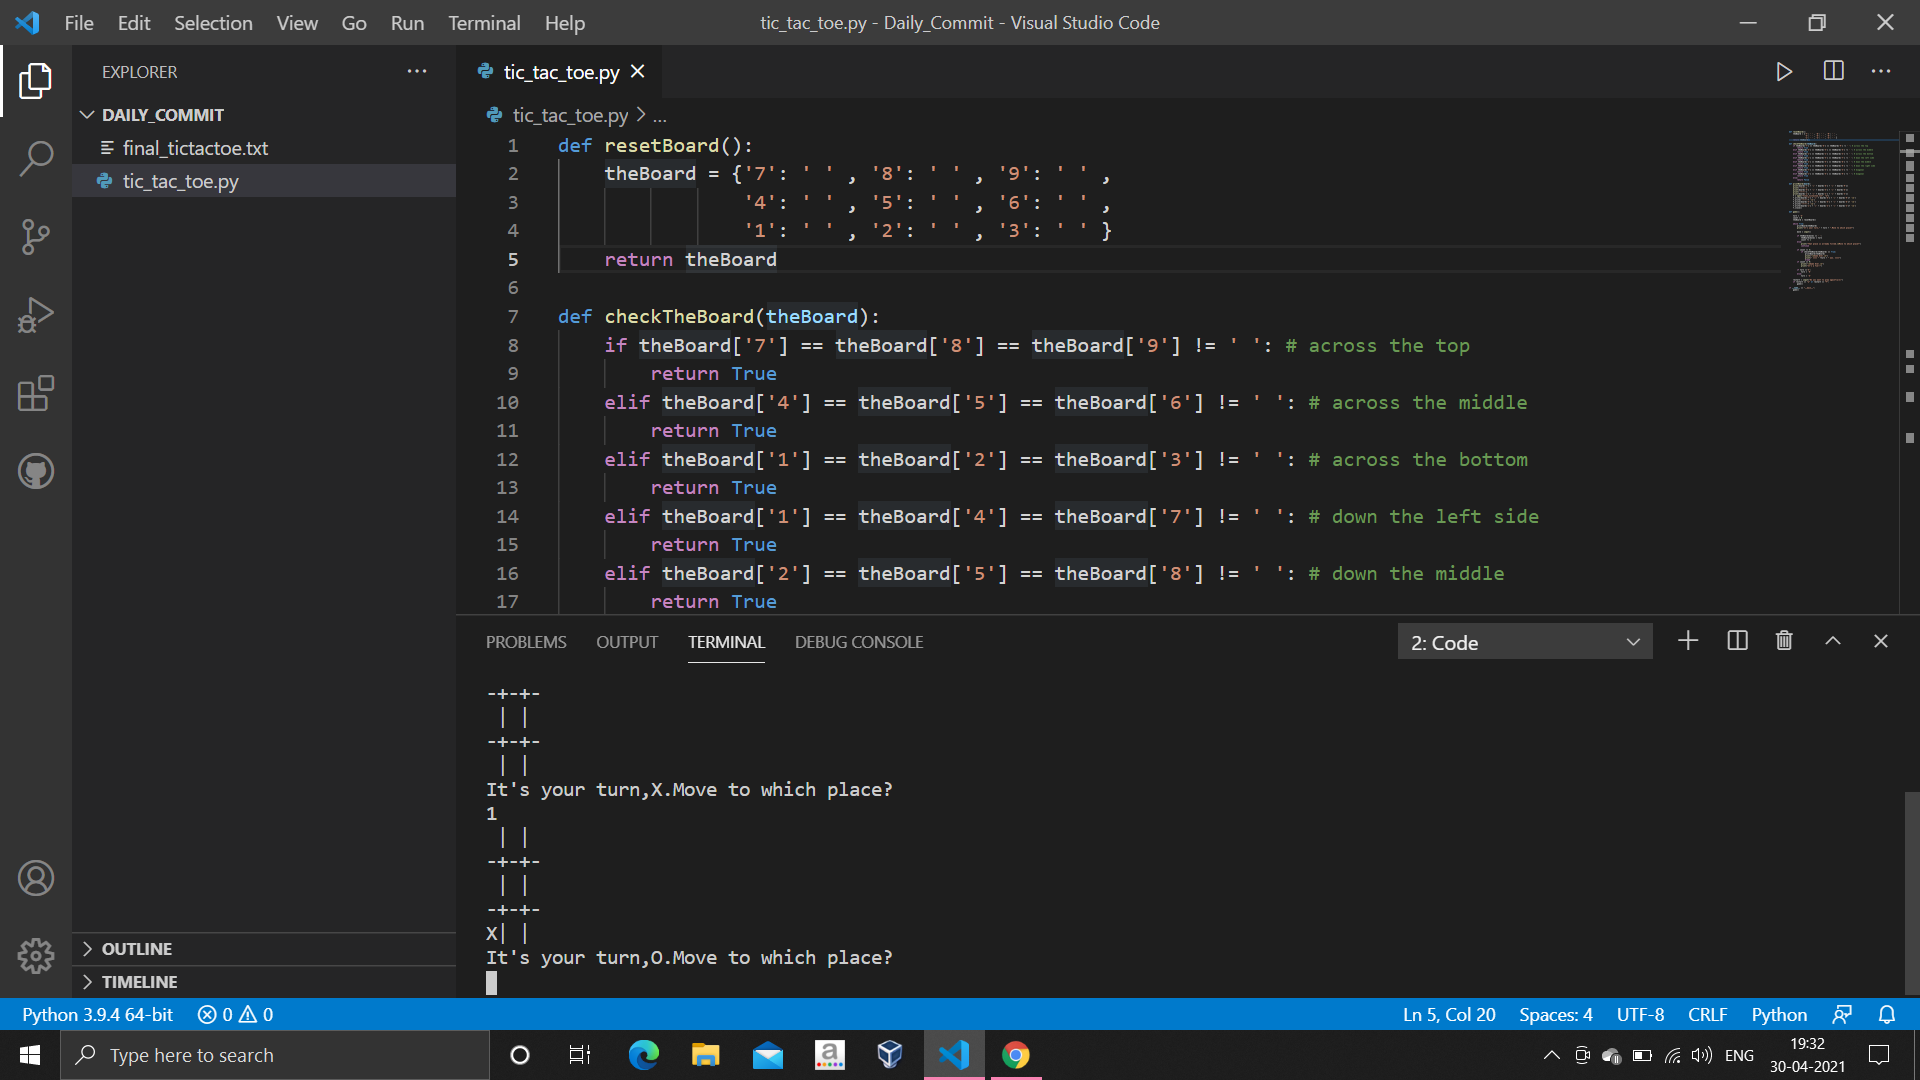 File Edit Selection View Go Run Terminal Help
tic_tac_toe.py - Daily_Commit - Visual Studio Code
EXPLORER
DAILY_COMMIT
final_tictactoe.txt
tic_tac_toe.py
OUTLINE
TIMELINE
tic_tac_toe.py
tic_tac_toe.py > ...
1 def resetBoard():
2     theBoard = {'7': ' ' , '8': ' ' , '9': ' ' ,
3                 '4': ' ' , '5': ' ' , '6': ' ' ,
4                 '1': ' ' , '2': ' ' , '3': ' ' }
5     return theBoard
6
7 def checkTheBoard(theBoard):
8     if theBoard['7'] == theBoard['8'] == theBoard['9'] != ' ': # across the top
9         return True
10     elif theBoard['4'] == theBoard['5'] == theBoard['6'] != ' ': # across the middle
11         return True
12     elif theBoard['1'] == theBoard['2'] == theBoard['3'] != ' ': # across the bottom
13         return True
14     elif theBoard['1'] == theBoard['4'] == theBoard['7'] != ' ': # down the left side
15         return True
16     elif theBoard['2'] == theBoard['5'] == theBoard['8'] != ' ': # down the middle
17         return True
PROBLEMS OUTPUT TERMINAL DEBUG CONSOLE
2: Code
-+-+-
 | |
-+-+-
 | |
It's your turn,X.Move to which place?
1
 | |
-+-+-
 | |
-+-+-
X| |
It's your turn,O.Move to which place?
Python 3.9.4 64-bit 0 0
Ln 5, Col 20 Spaces: 4 UTF-8 CRLF Python
Type here to search
a
ENG
19:32
30-04-2021